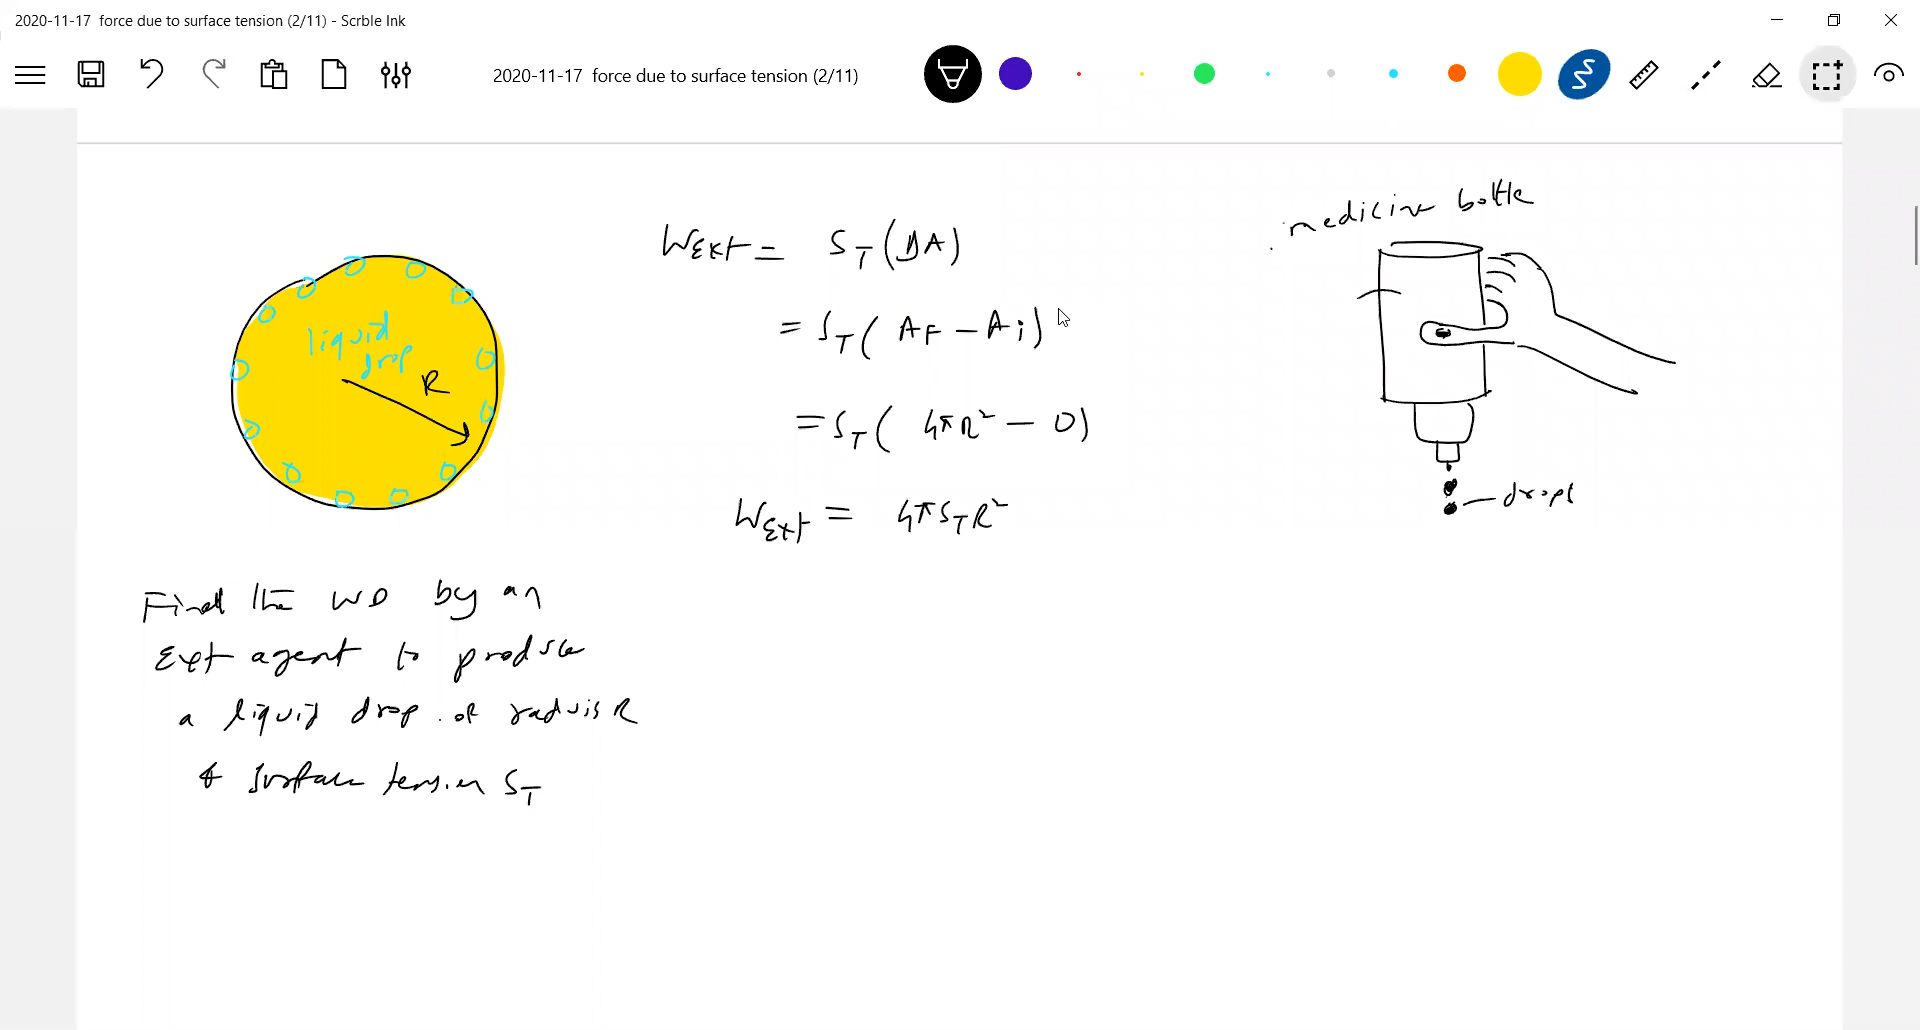 2020-11-17 force due to surface tension (2/11) - Scrble Ink
2020-11-17 force due to surface tension (2/11)
liquid
drop
R
WExt = ST(ΔA)
= ST(AF - Ai)
= ST(4πR² - 0)
WExt = 4πSTR²
medicine bottle
drops
Find the WD by an
Ext agent to produce
a liquid drop of raduis R
& Surface tension ST